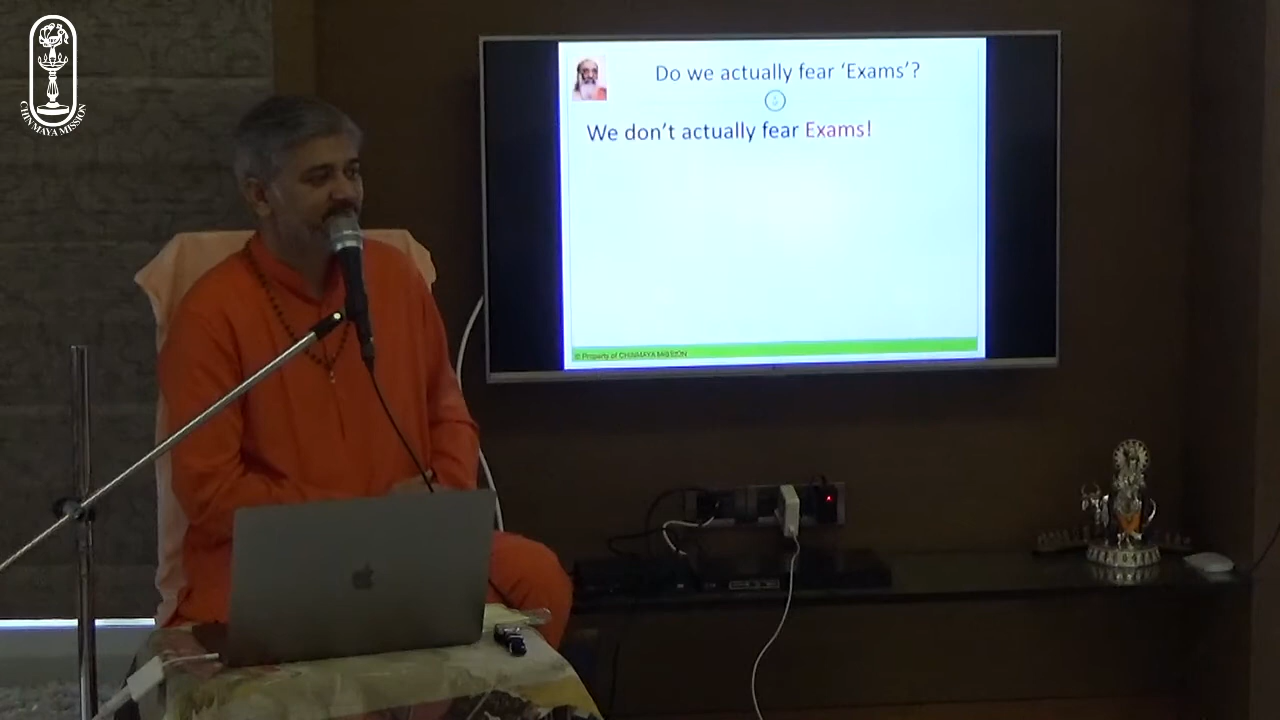 CHINMAYA MISSION
Do we actually fear ‘Exams’?
We don’t actually fear Exams!
© Property of CHINMAYA MISSION